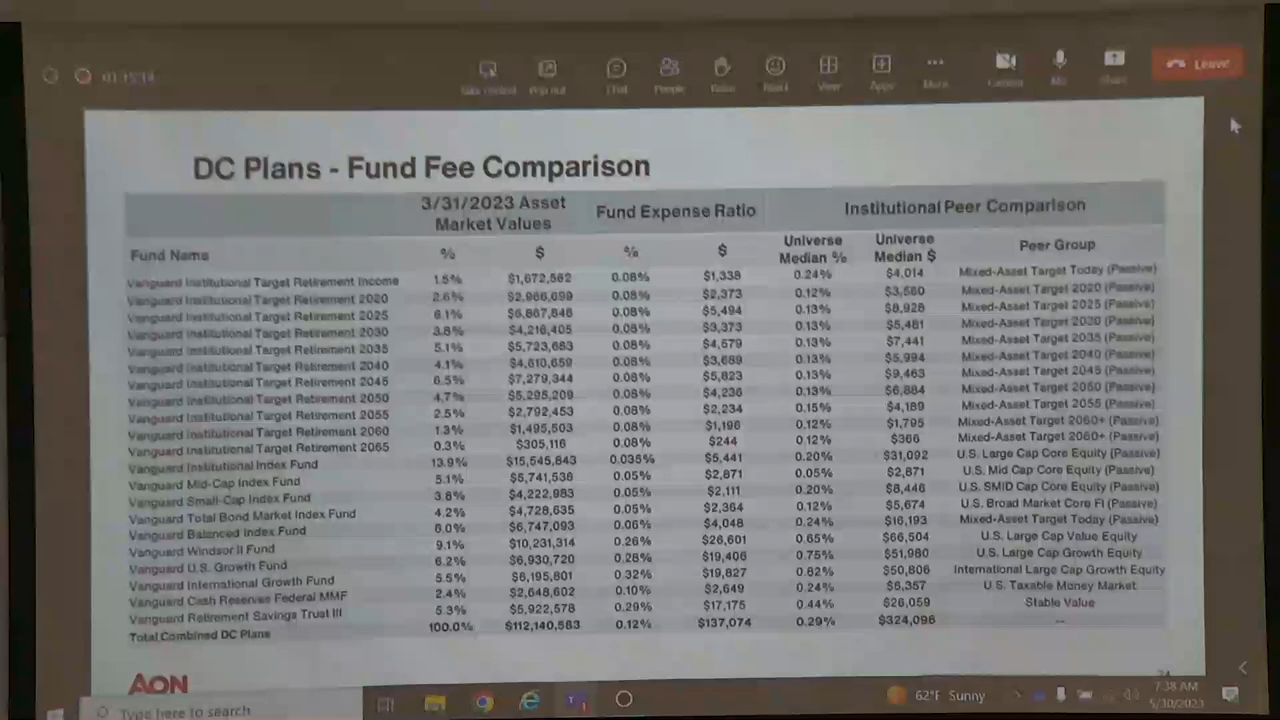 01:15:14
Take control Pop out Chat People Raise React View Apps More Camera Mic Share Leave
DC Plans - Fund Fee Comparison
3/31/2023 Asset Market Values Fund Expense Ratio Institutional Peer Comparison
Fund Name % $ % $ Universe Median % Universe Median $ Peer Group
Vanguard Institutional Target Retirement Income 1.5% $1,672,562 0.08% $1,338 0.24% $4,014 Mixed-Asset Target Today (Passive)
Vanguard Institutional Target Retirement 2020 2.6% $2,966,699 0.08% $2,373 0.12% $3,560 Mixed-Asset Target 2020 (Passive)
Vanguard Institutional Target Retirement 2025 6.1% $6,867,846 0.08% $5,494 0.13% $8,928 Mixed-Asset Target 2025 (Passive)
Vanguard Institutional Target Retirement 2030 3.8% $4,216,405 0.08% $3,373 0.13% $5,481 Mixed-Asset Target 2030 (Passive)
Vanguard Institutional Target Retirement 2035 5.1% $5,723,683 0.08% $4,579 0.13% $7,441 Mixed-Asset Target 2035 (Passive)
Vanguard Institutional Target Retirement 2040 4.1% $4,610,659 0.08% $3,689 0.13% $5,994 Mixed-Asset Target 2040 (Passive)
Vanguard Institutional Target Retirement 2045 6.5% $7,279,344 0.08% $5,823 0.13% $9,463 Mixed-Asset Target 2045 (Passive)
Vanguard Institutional Target Retirement 2050 4.7% $5,295,209 0.08% $4,236 0.13% $6,884 Mixed-Asset Target 2050 (Passive)
Vanguard Institutional Target Retirement 2055 2.5% $2,792,453 0.08% $2,234 0.15% $4,189 Mixed-Asset Target 2055 (Passive)
Vanguard Institutional Target Retirement 2060 1.3% $1,495,503 0.08% $1,196 0.12% $1,795 Mixed-Asset Target 2060+ (Passive)
Vanguard Institutional Target Retirement 2065 0.3% $305,116 0.08% $244 0.12% $366 Mixed-Asset Target 2060+ (Passive)
Vanguard Institutional Index Fund 13.9% $15,545,843 0.035% $5,441 0.20% $31,092 U.S. Large Cap Core Equity (Passive)
Vanguard Mid-Cap Index Fund 5.1% $5,741,536 0.05% $2,871 0.05% $2,871 U.S. Mid Cap Core Equity (Passive)
Vanguard Small-Cap Index Fund 3.8% $4,222,983 0.05% $2,111 0.20% $8,446 U.S. SMID Cap Core Equity (Passive)
Vanguard Total Bond Market Index Fund 4.2% $4,728,635 0.05% $2,364 0.12% $5,674 U.S. Broad Market Core FI (Passive)
Vanguard Balanced Index Fund 6.0% $6,747,093 0.06% $4,048 0.24% $16,193 Mixed-Asset Target Today (Passive)
Vanguard Windsor II Fund 9.1% $10,231,314 0.26% $26,601 0.65% $66,504 U.S. Large Cap Value Equity
Vanguard U.S. Growth Fund 6.2% $6,930,720 0.28% $19,406 0.75% $51,980 U.S. Large Cap Growth Equity
Vanguard International Growth Fund 5.5% $6,195,801 0.32% $19,827 0.82% $50,806 International Large Cap Growth Equity
Vanguard Cash Reserves Federal MMF 2.4% $2,648,602 0.10% $2,649 0.24% $6,357 U.S. Taxable Money Market
Vanguard Retirement Savings Trust III 5.3% $5,922,578 0.29% $17,175 0.44% $26,059 Stable Value
Total Combined DC Plans 100.0% $112,140,583 0.12% $137,074 0.29% $324,096 --
AON
Type here to search 62°F Sunny 7:38 AM
5/30/2023